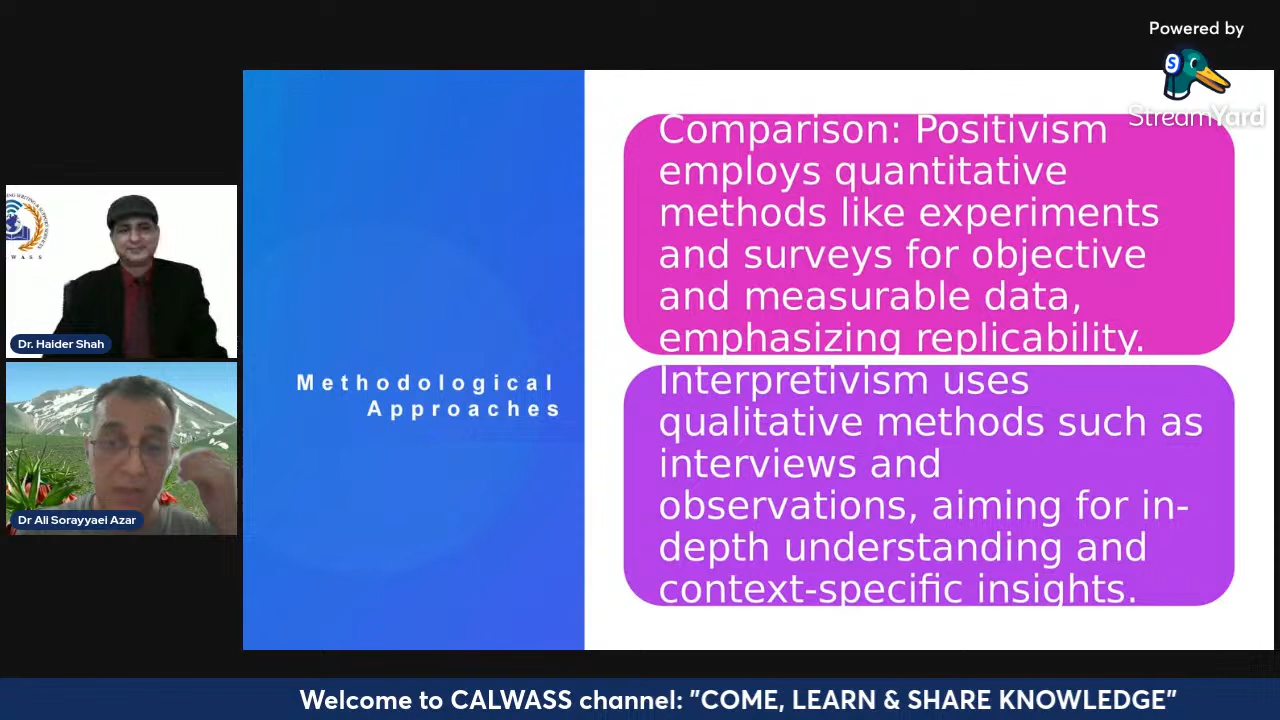 Powered by
StreamYard
Comparison: Positivism
employs quantitative
methods like experiments
and surveys for objective
and measurable data,
emphasizing replicability.
Methodological
Approaches
Interpretivism uses
qualitative methods such as
interviews and
observations, aiming for in-
depth understanding and
context-specific insights.
Dr. Haider Shah
Dr Ali Sorayyaei Azar
Welcome to CALWASS channel: "COME, LEARN & SHARE KNOWLEDGE"